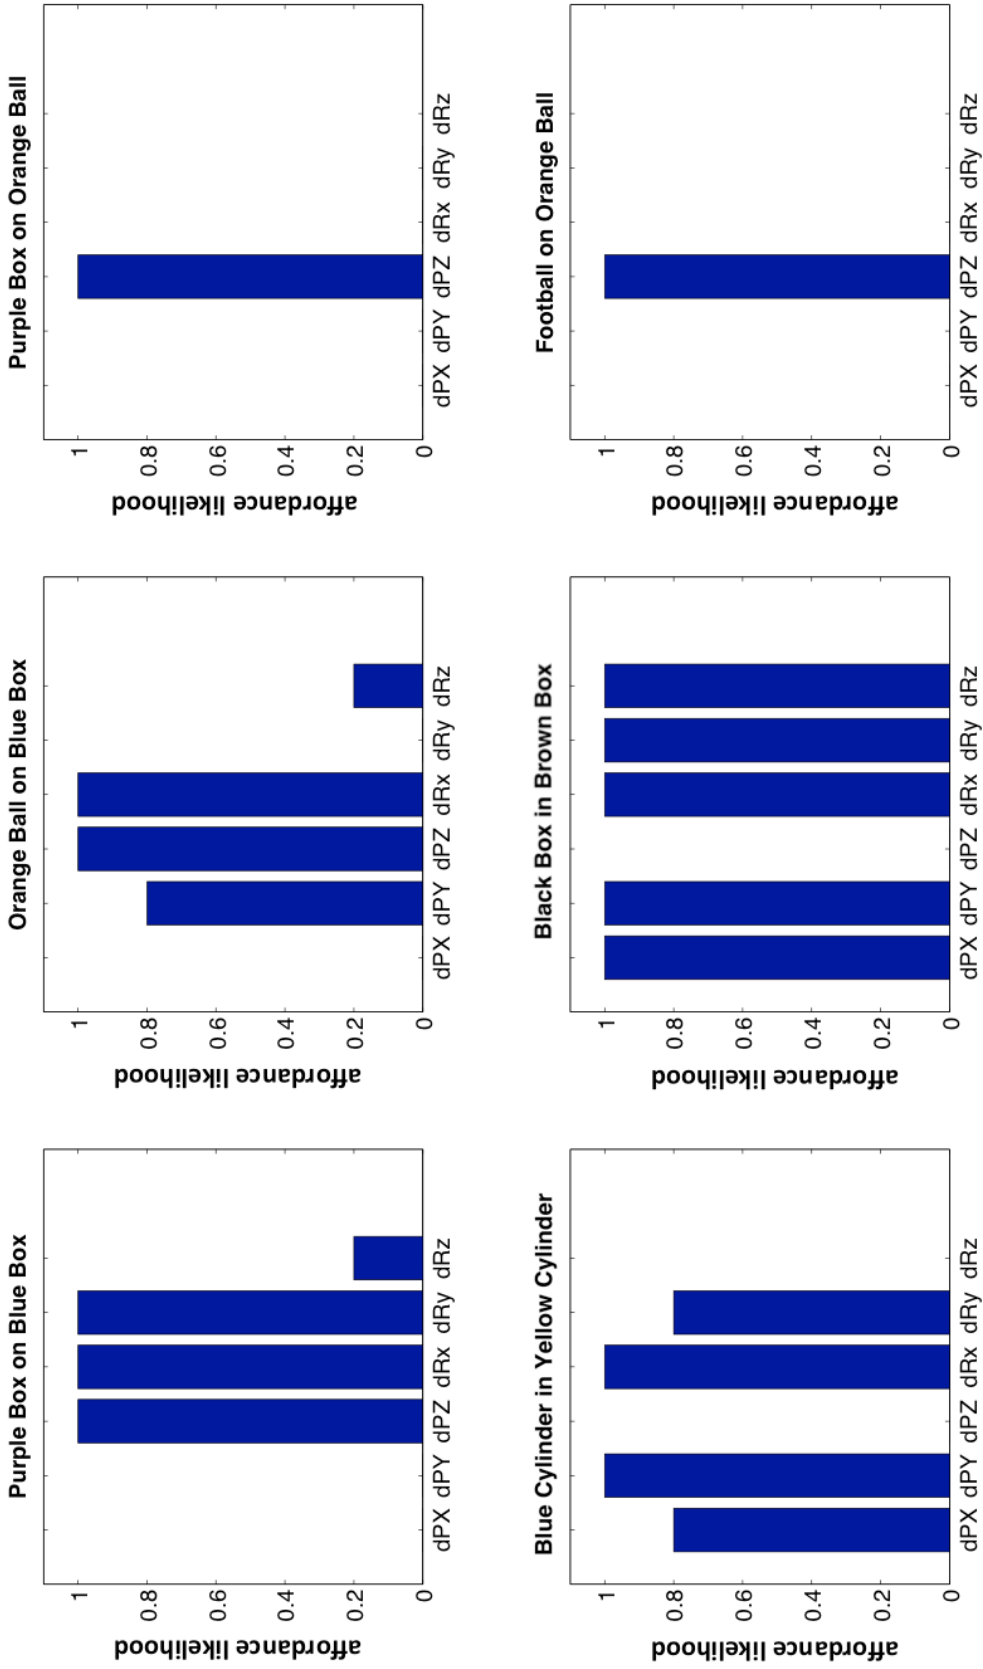 Purple Box on Blue Box
affordance likelihood
1
0.8
0.6
0.4
0.2
0
dPX dPY dPZ dRx dRy dRz
Orange Ball on Blue Box
affordance likelihood
1
0.8
0.6
0.4
0.2
0
dPX dPY dPZ dRx dRy dRz
Purple Box on Orange Ball
affordance likelihood
1
0.8
0.6
0.4
0.2
0
dPX dPY dPZ dRx dRy dRz
Blue Cylinder in Yellow Cylinder
affordance likelihood
1
0.8
0.6
0.4
0.2
0
dPX dPY dPZ dRx dRy dRz
Black Box in Brown Box
affordance likelihood
1
0.8
0.6
0.4
0.2
0
dPX dPY dPZ dRx dRy dRz
Football on Orange Ball
affordance likelihood
1
0.8
0.6
0.4
0.2
0
dPX dPY dPZ dRx dRy dRz